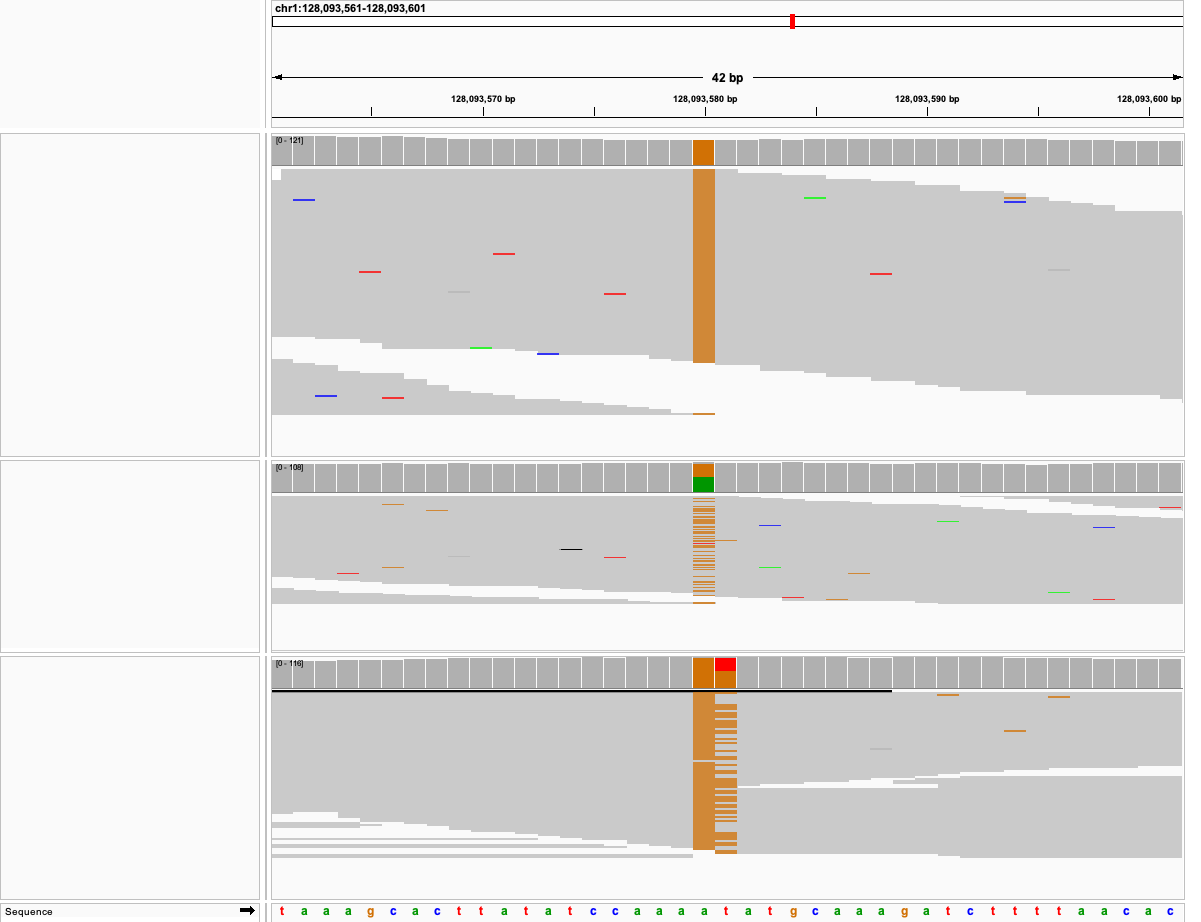 chr1:128,093,561-128,093,601
42 bp
128,093,570 bp 128,093,580 bp 128,093,590 bp 128,093,600 bp
[0 - 121]
[0 - 108]
[0 - 116]
Sequence t a a a g c a c t t a t a t c c a a a a t a t g c a a a g a t c t t t t a a c a c